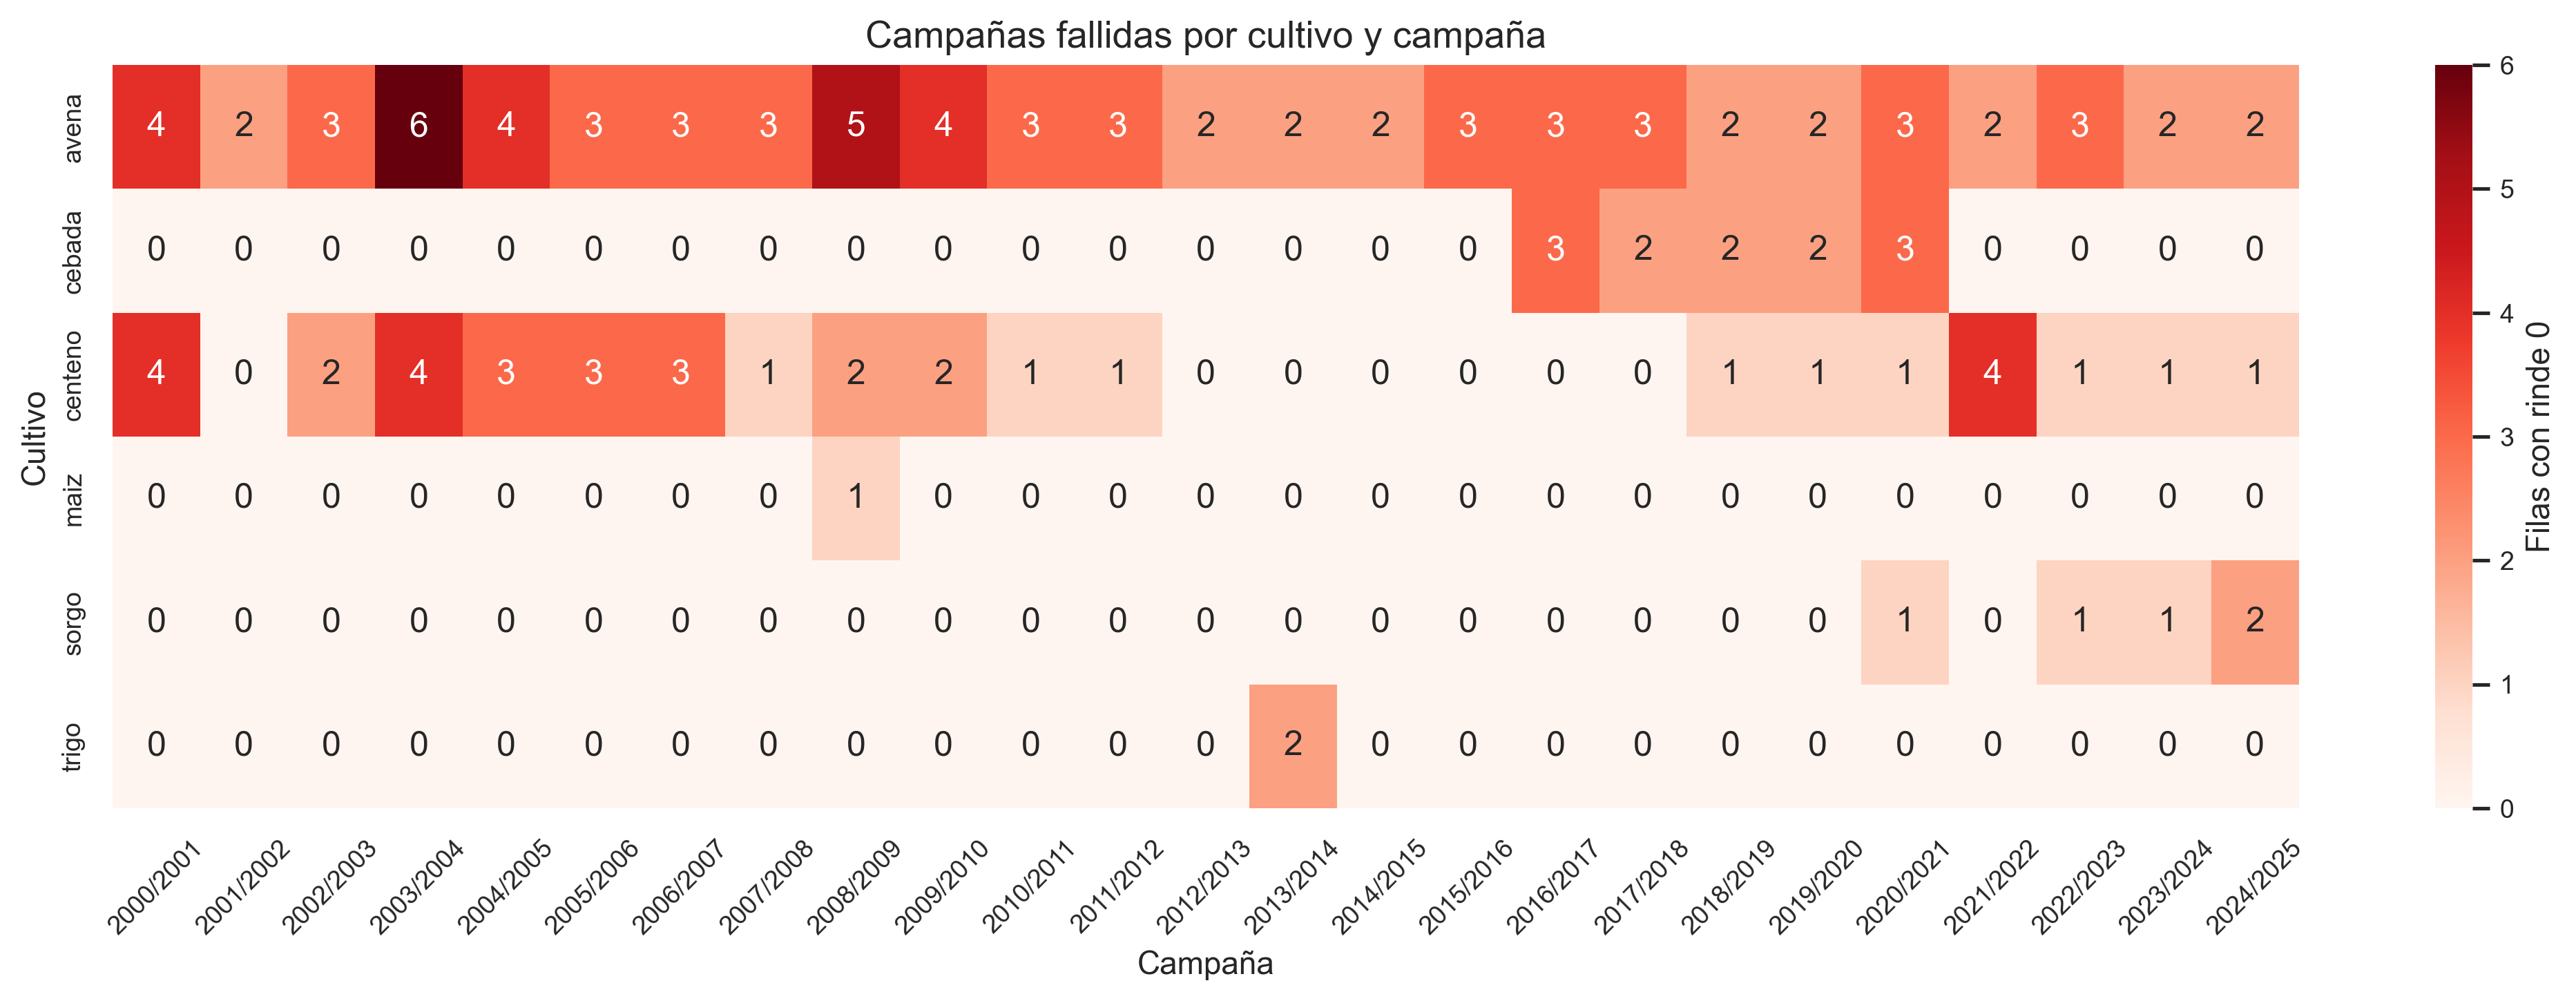 Campañas fallidas por cultivo y campaña
avena 4 2 3 6 4 3 3 3 5 4 3 3 2 2 2 3 3 3 2 2 3 2 3 2 2
cebada 0 0 0 0 0 0 0 0 0 0 0 0 0 0 0 0 3 2 2 2 3 0 0 0 0
centeno 4 0 2 4 3 3 3 1 2 2 1 1 0 0 0 0 0 0 1 1 1 4 1 1 1
maiz 0 0 0 0 0 0 0 0 1 0 0 0 0 0 0 0 0 0 0 0 0 0 0 0 0
sorgo 0 0 0 0 0 0 0 0 0 0 0 0 0 0 0 0 0 0 0 0 1 0 1 1 2
trigo 0 0 0 0 0 0 0 0 0 0 0 0 0 2 0 0 0 0 0 0 0 0 0 0 0
Cultivo
2000/2001 2001/2002 2002/2003 2003/2004 2004/2005 2005/2006 2006/2007 2007/2008 2008/2009 2009/2010 2010/2011 2011/2012 2012/2013 2013/2014 2014/2015 2015/2016 2016/2017 2017/2018 2018/2019 2019/2020 2020/2021 2021/2022 2022/2023 2023/2024 2024/2025
Campaña
6
5
4
3
2
1
0
Filas con rinde 0